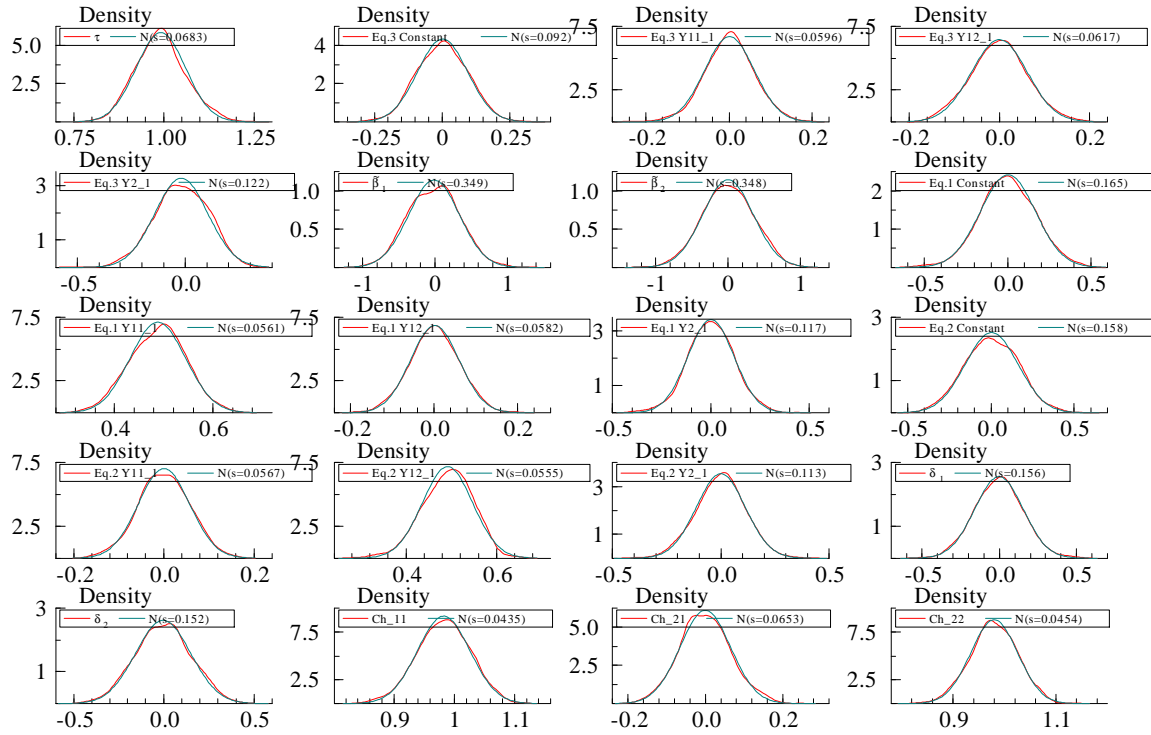 Density Density Density Density
τ N(s=0.0683) Eq.3 Constant N(s=0.092) Eq.3 Y11_1 N(s=0.0596) Eq.3 Y12_1 N(s=0.0617)
5.0 4 7.5 7.5
2.5 2 5.0
2.5 2.5
0.75 1.00 1.25 -0.25 0 0.25 -0.2 0.0 0.2 -0.2 0.0 0.2
Density Density Density Density
Eq.3 Y2_1 N(s=0.122) β̃₁ N(s=0.349) β̃₂ N(s=0.348) Eq.1 Constant N(s=0.165)
3 1.0 1.0 2
1 0.5 0.5 1
-0.5 0.0 -1 0 1 -1 0 1 -0.5 0.0 0.5
Density Density Density Density
7.5 7.5 3
Eq.1 Y11_1 N(s=0.0561) Eq.1 Y12_1 N(s=0.0582) Eq.1 Y2_1 N(s=0.117) Eq.2 Constant N(s=0.158)
3
2.5 2.5 1 1
0.4 0.6 -0.2 0.0 0.2 -0.5 0.0 0.5 -0.5 0.0 0.5
Density Density Density Density
7.5 7.5 3
Eq.2 Y11_1 N(s=0.0567) Eq.2 Y12_1 N(s=0.0555) Eq.2 Y2_1 N(s=0.113) δ₁ N(s=0.156)
3
2.5 2.5 1 1
-0.2 0.0 0.2 0.4 0.6 -0.5 0.0 0.5 -0.5 0.0 0.5
Density Density Density Density
3
δ₂ N(s=0.152) Ch_11 N(s=0.0435) Ch_21 N(s=0.0653) Ch_22 N(s=0.0454)
7.5 5.0 7.5
1 2.5 2.5 2.5
-0.5 0.0 0.5 0.9 1 1.1 -0.2 0.0 0.2 0.9 1.1